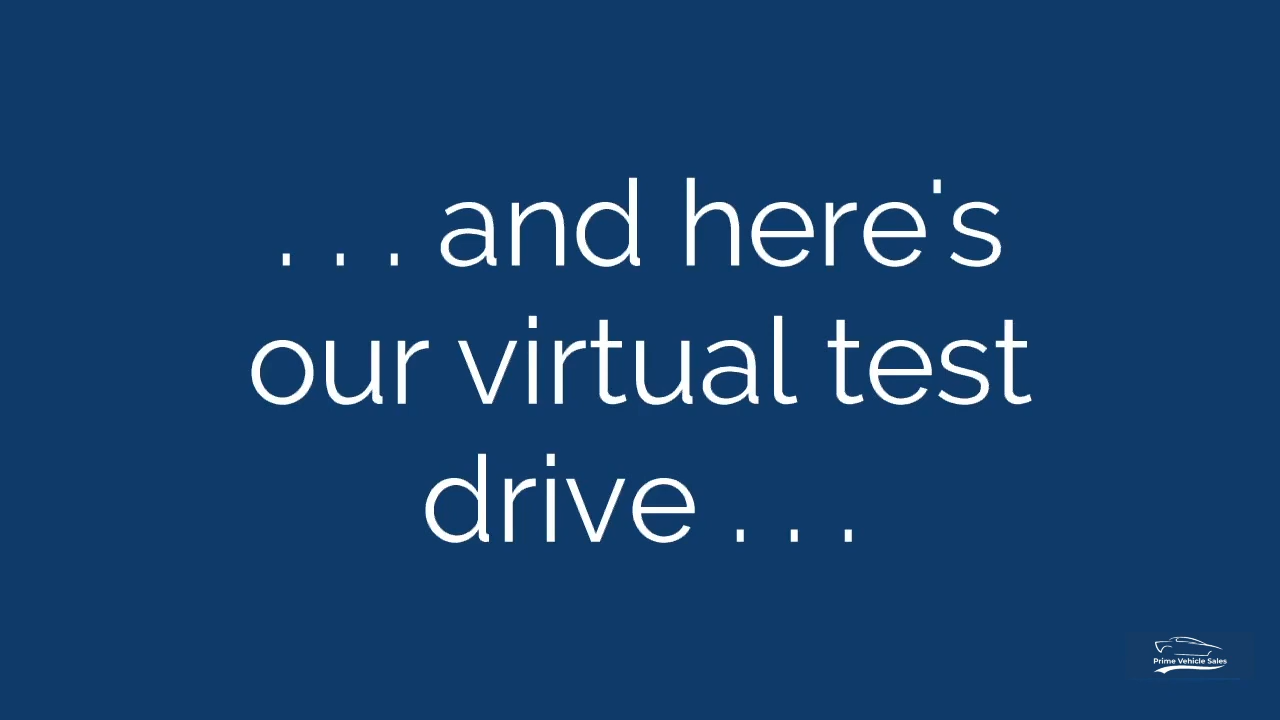 . . . and here's
our virtual test
drive . . .
Prime Vehicle Sales